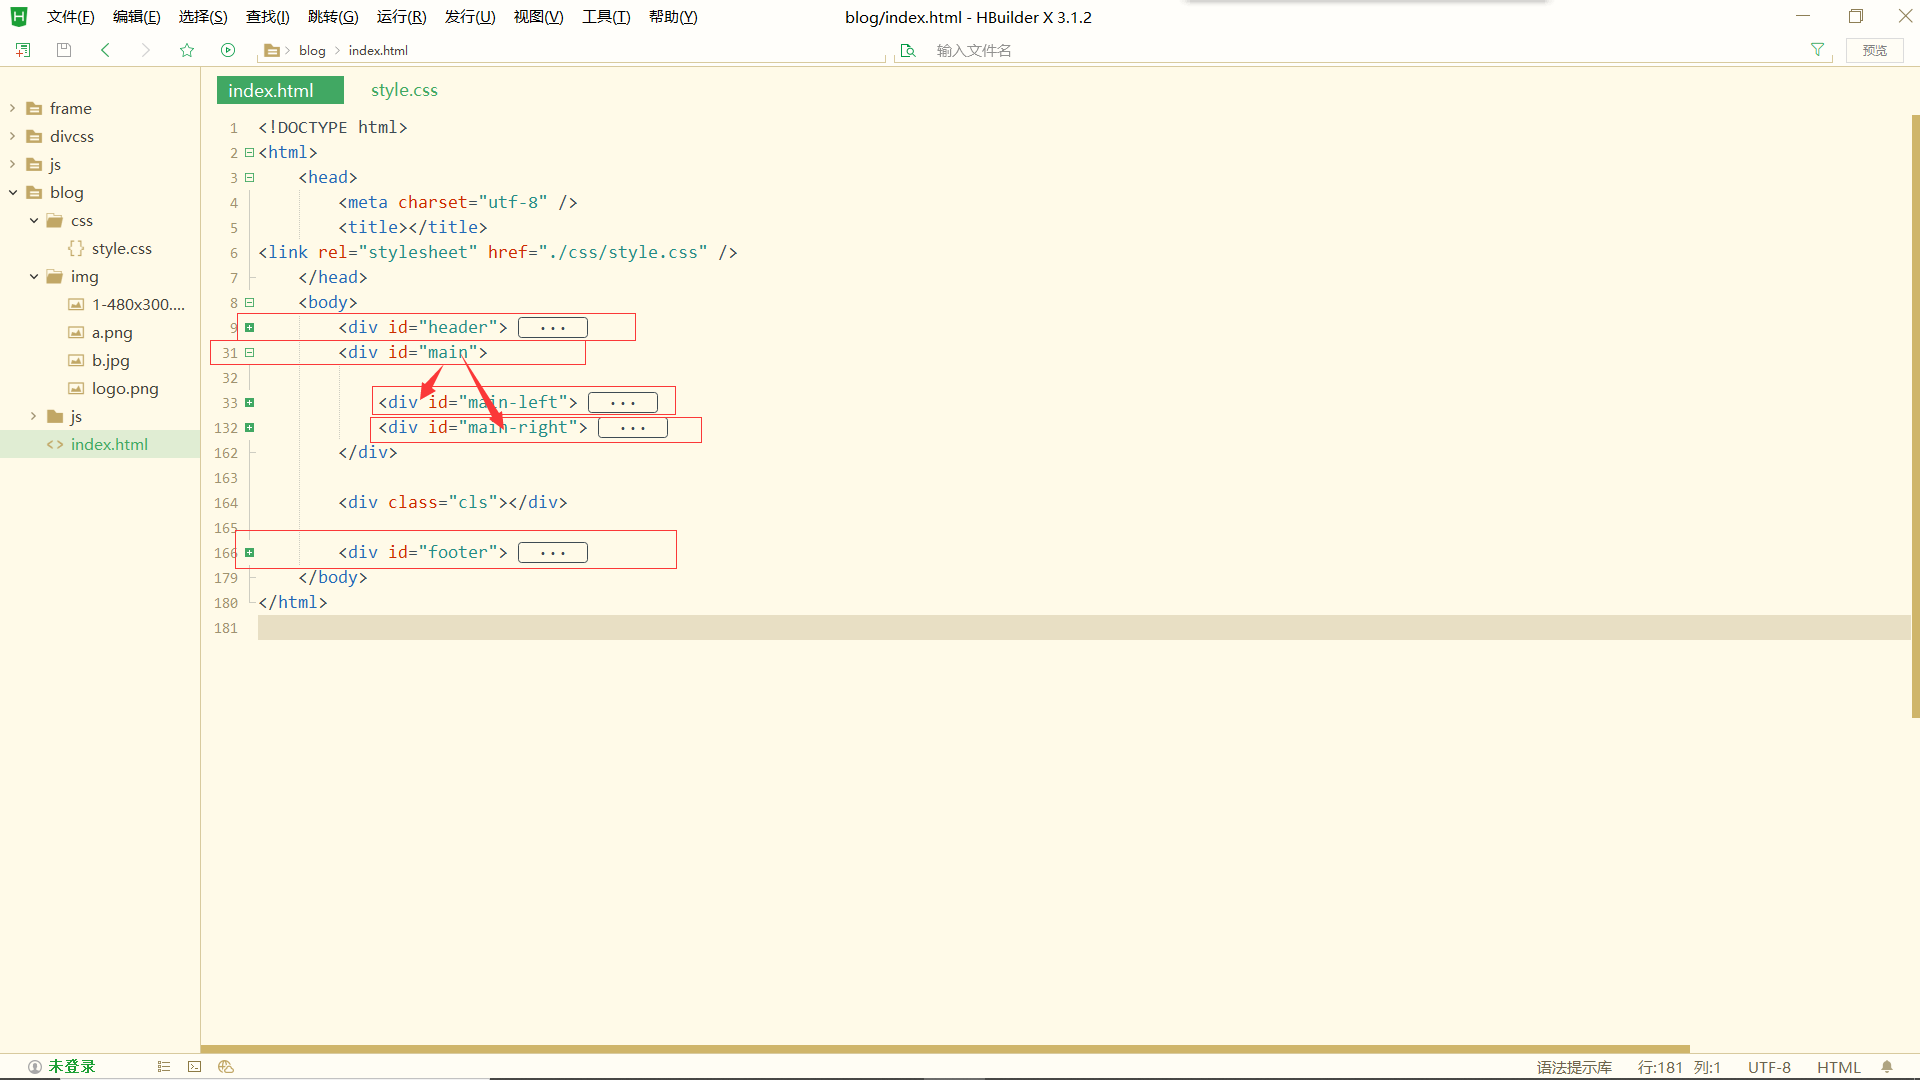 文件(F) 编辑(E) 选择(S) 查找(I) 跳转(G) 运行(R) 发行(U) 视图(V) 工具(T) 帮助(Y)
blog/index.html - HBuilder X 3.1.2
blog
index.html
输入文件名
预览
frame
divcss
js
blog
css
style.css
img
1-480x300....
a.png
b.jpg
logo.png
js
index.html
index.html
style.css
1 <!DOCTYPE html>
2 <html>
3 <head>
4 <meta charset="utf-8" />
5 <title></title>
6 <link rel="stylesheet" href="./css/style.css" />
7 </head>
8 <body>
9 <div id="header"> ...
31 <div id="main">
32
33 <div id="main-left"> ...
132 <div id="main-right"> ...
162 </div>
163
164 <div class="cls"></div>
165
166 <div id="footer"> ...
179 </body>
180 </html>
181
未登录
语法提示库 行:181 列:1 UTF-8 HTML